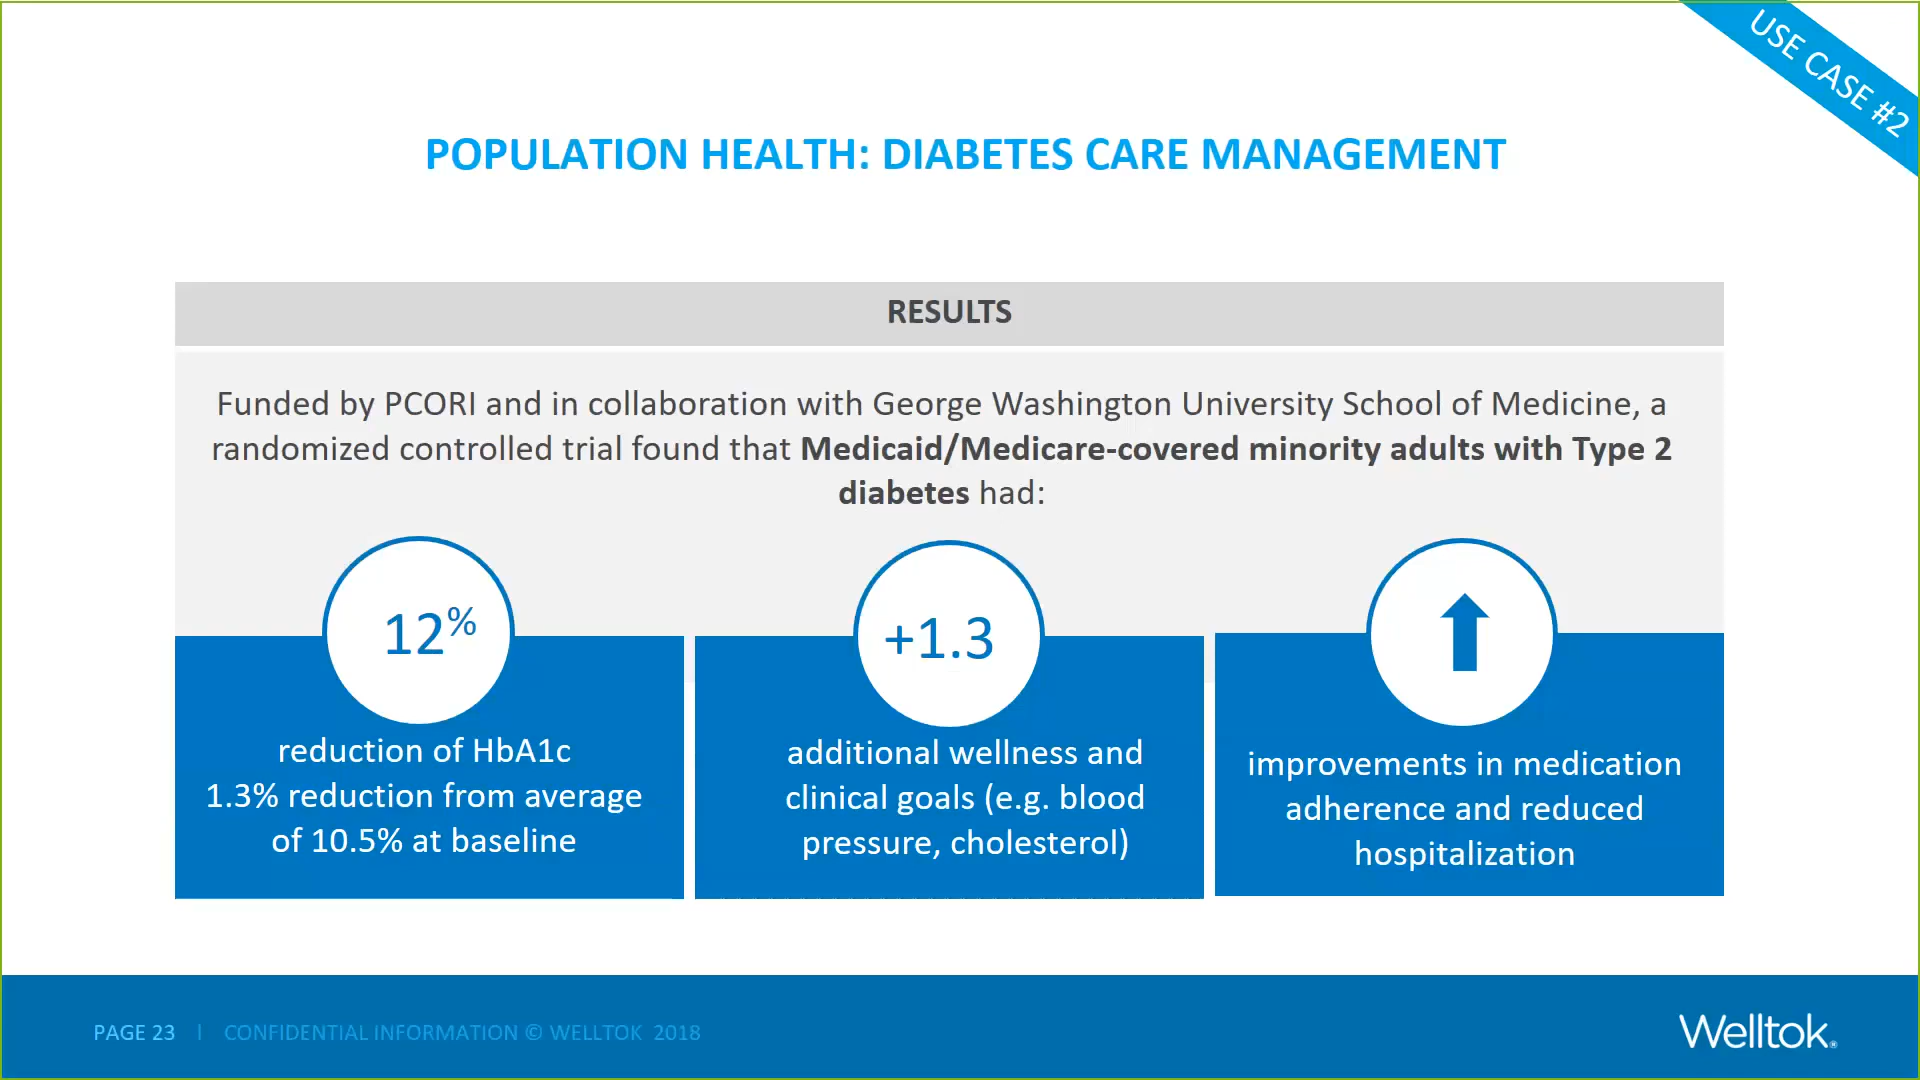 USE CASE #2
POPULATION HEALTH: DIABETES CARE MANAGEMENT
RESULTS
Funded by PCORI and in collaboration with George Washington University School of Medicine, a
randomized controlled trial found that Medicaid/Medicare-covered minority adults with Type 2
diabetes had:
12%
reduction of HbA1c
1.3% reduction from average
of 10.5% at baseline
+1.3
additional wellness and
clinical goals (e.g. blood
pressure, cholesterol)
improvements in medication
adherence and reduced
hospitalization
PAGE 23 | CONFIDENTIAL INFORMATION © WELLTOK 2018
Welltok®